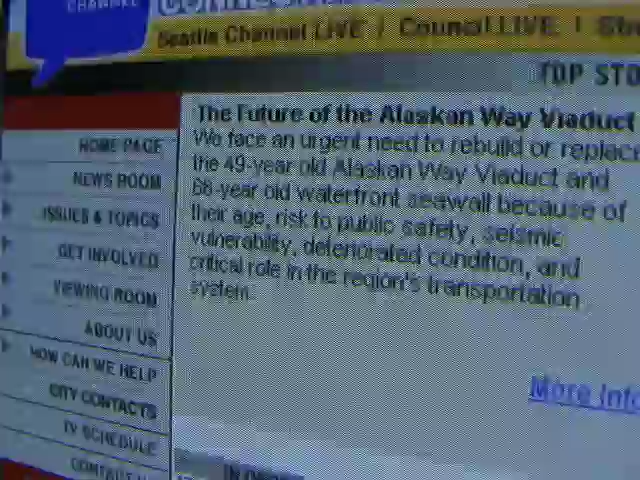 CHANNEL
Seattle Channel LIVE / Council LIVE /
TOP STO
The Future of the Alaskan Way Viaduct
We face an urgent need to rebuild or replace
the 49-year old Alaskan Way Viaduct and
68-year old waterfront seawall because of
their age, risk to public safety, seismic
vulnerability, deteriorated condition, and
critical role in the region's transportation
system.
More Info
HOME PAGE
NEWS ROOM
ISSUES & TOPICS
GET INVOLVED
VIEWING ROOM
ABOUT US
HOW CAN WE HELP
CITY CONTACTS
TV SCHEDULE